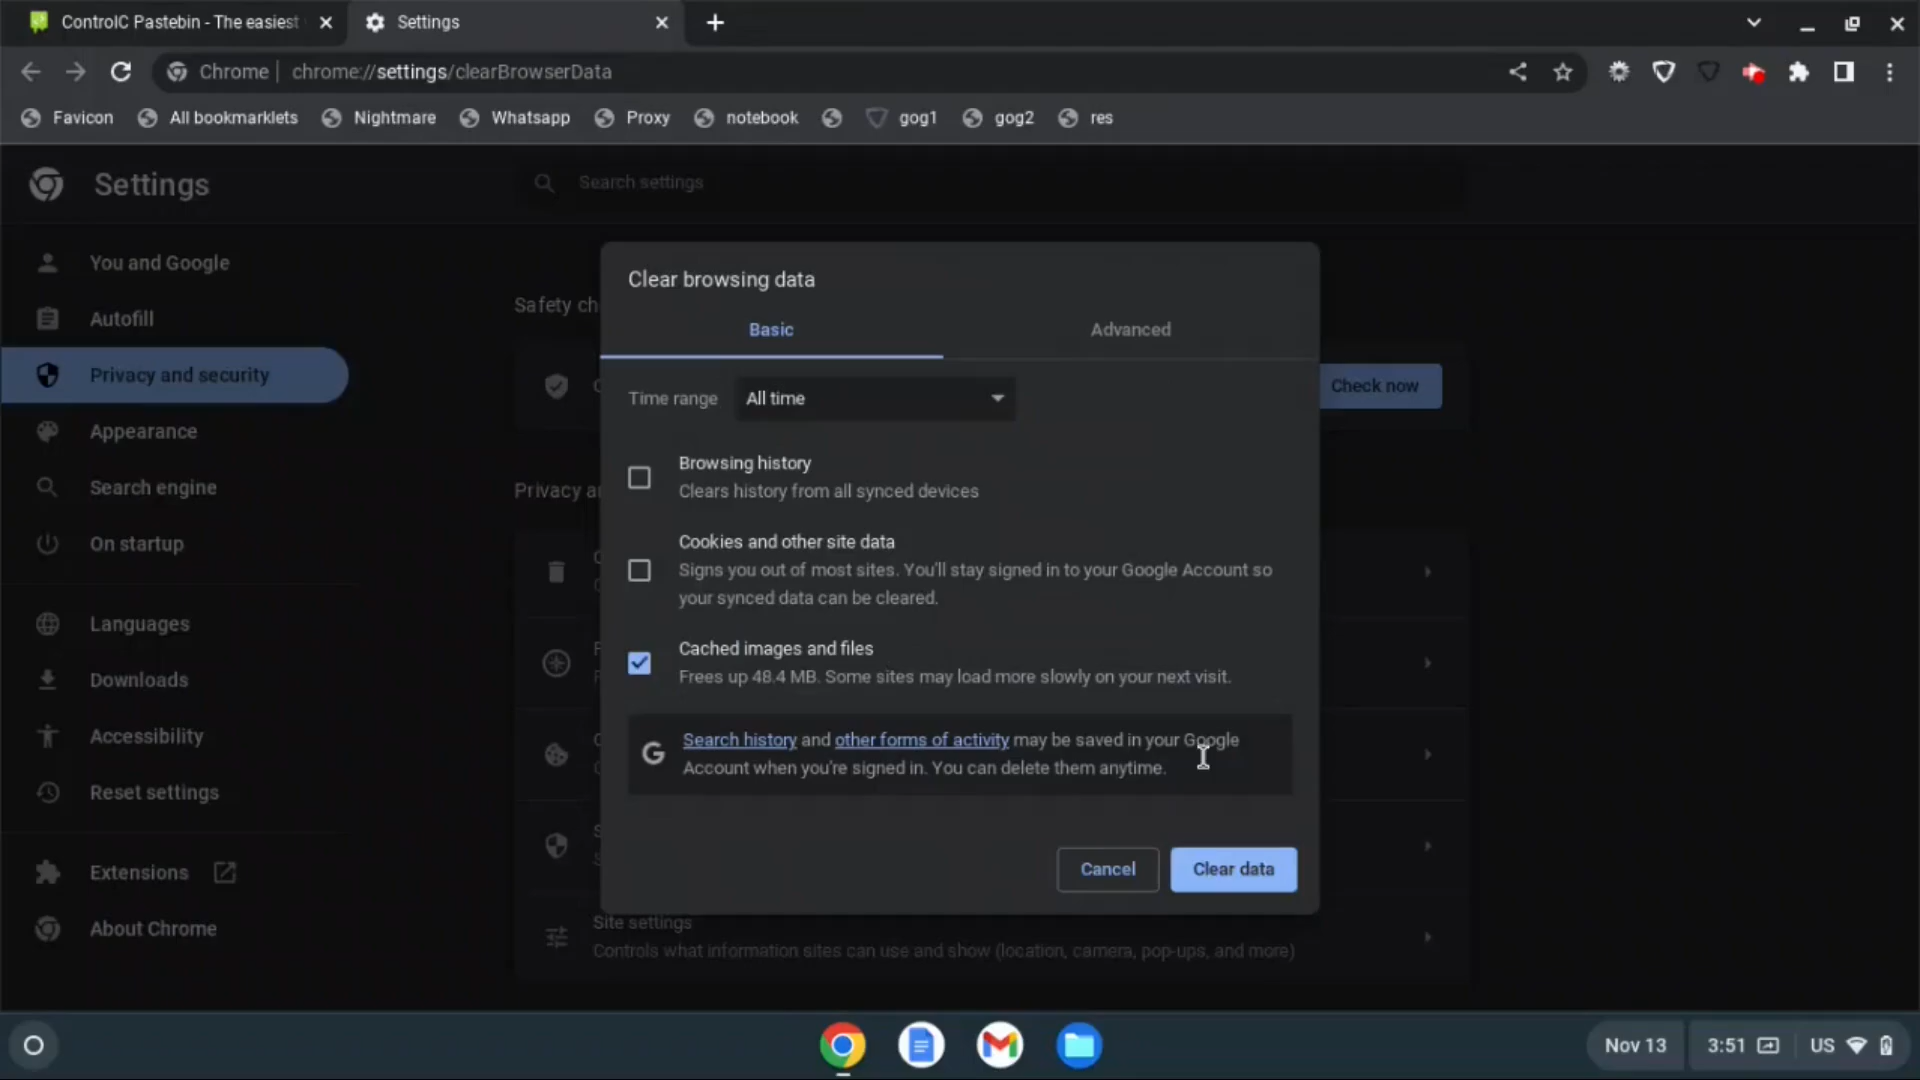 ControlC Pastebin - The easiest
Settings
Chrome | chrome://settings/clearBrowserData
Favicon All bookmarklets Nightmare Whatsapp Proxy notebook gog1 gog2 res
Settings
Search settings
You and Google
Autofill
Privacy and security
Appearance
Search engine
On startup
Languages
Downloads
Accessibility
Reset settings
Extensions
About Chrome
Safety ch
Check now
Privacy a
Clear browsing data
Basic
Advanced
Time range
All time
Browsing history
Clears history from all synced devices
Cookies and other site data
Signs you out of most sites. You'll stay signed in to your Google Account so
your synced data can be cleared.
Cached images and files
Frees up 48.4 MB. Some sites may load more slowly on your next visit.
Search history and other forms of activity may be saved in your Google
Account when you're signed in. You can delete them anytime.
Cancel
Clear data
Site settings
Controls what information sites can use and show (location, camera, pop-ups, and more)
Nov 13
3:51
US